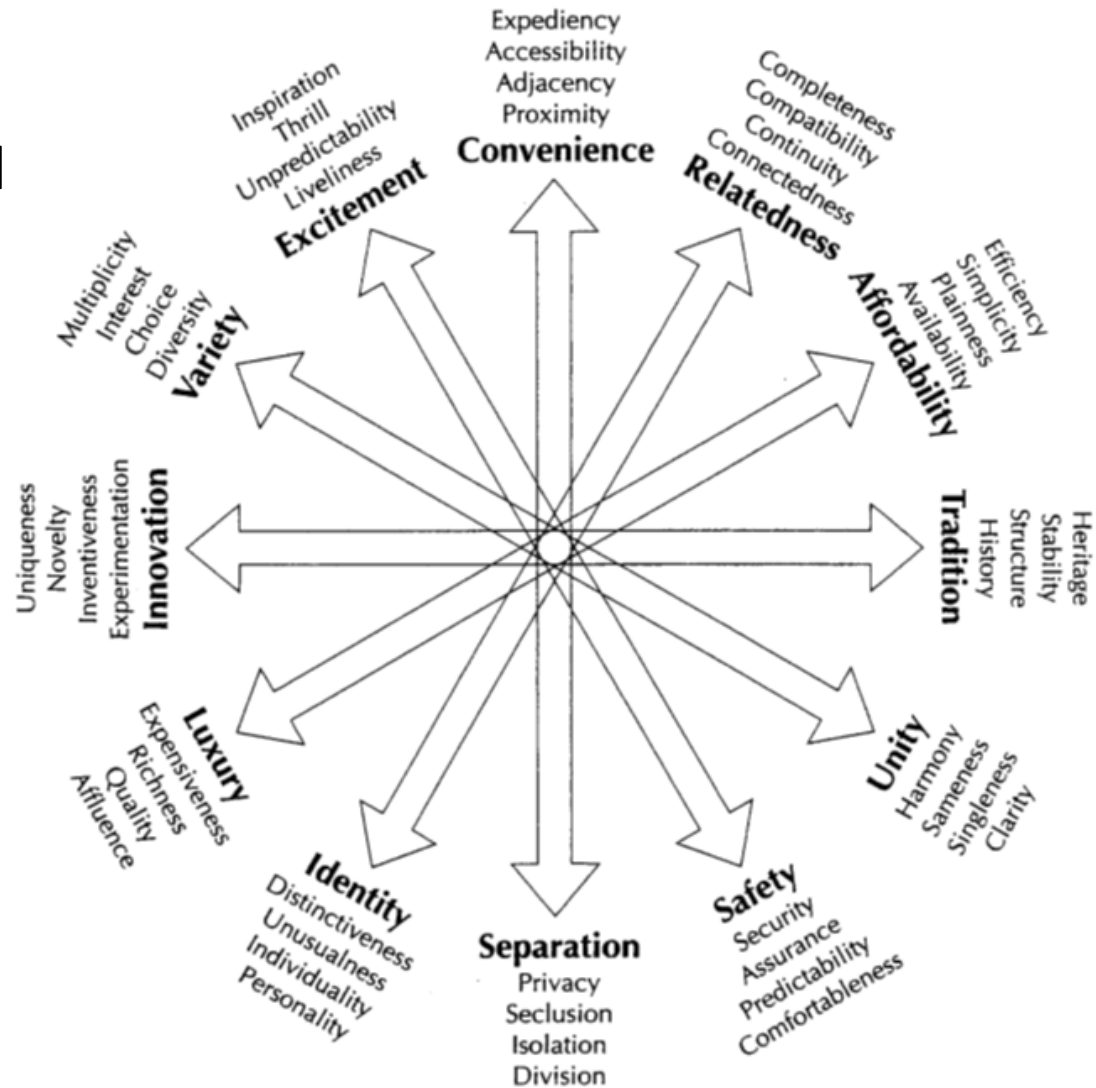 Expediency
Accessibility
Adjacency
Proximity
Convenience
Completeness
Compatibility
Continuity
Connectedness
Relatedness
Efficiency
Simplicity
Plainness
Availability
Affordability
Heritage
Stability
Structure
History
Tradition
Unity
Harmony
Sameness
Singleness
Clarity
Safety
Security
Assurance
Predictability
Comfortableness
Separation
Privacy
Seclusion
Isolation
Division
Identity
Distinctiveness
Unusualness
Individuality
Personality
Luxury
Expensiveness
Richness
Quality
Affluence
Uniqueness
Novelty
Inventiveness
Experimentation
Innovation
Multiplicity
Interest
Choice
Diversity
Variety
Inspiration
Thrill
Unpredictability
Liveliness
Excitement